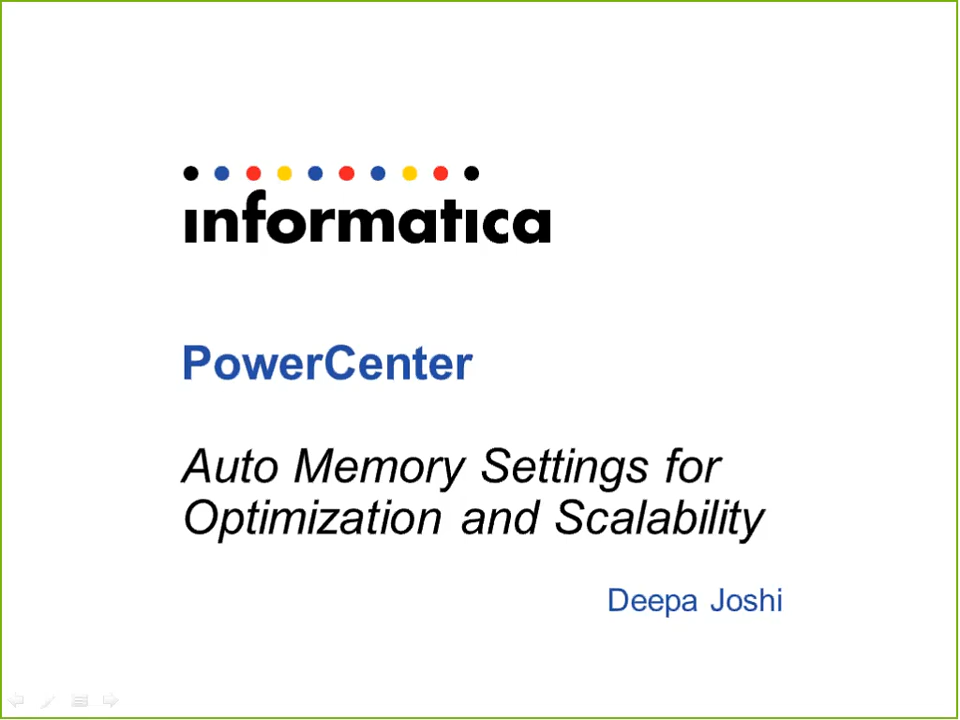 informatica
PowerCenter
Auto Memory Settings for
Optimization and Scalability
Deepa Joshi